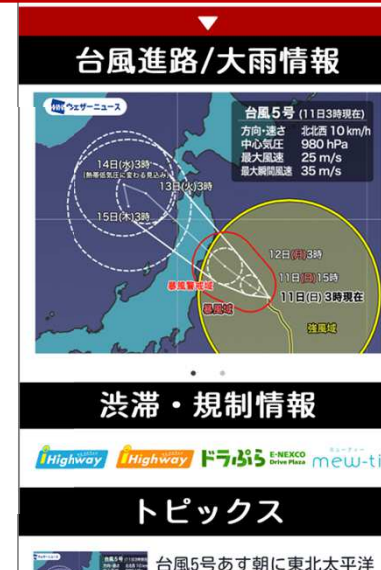 台風進路/大雨情報
ウェザーニュース
台風5号 (11日3時現在)
方向・速さ 北北西 10 km/h
中心気圧 980 hPa
最大風速 25 m/s
最大瞬間風速 35 m/s
14日(水)3時
(熱帯低気圧に変わる見込み)
13日(火)3時
15日(木)3時
12日(月)3時
11日(日)15時
11日(日)3時現在
暴風警戒域
暴風域
強風域
渋滞・規制情報
iHighway iHighway ドラぷら E-NEXCO Drive Plaza mew-ti
トピックス
台風5号あす朝に東北太平洋